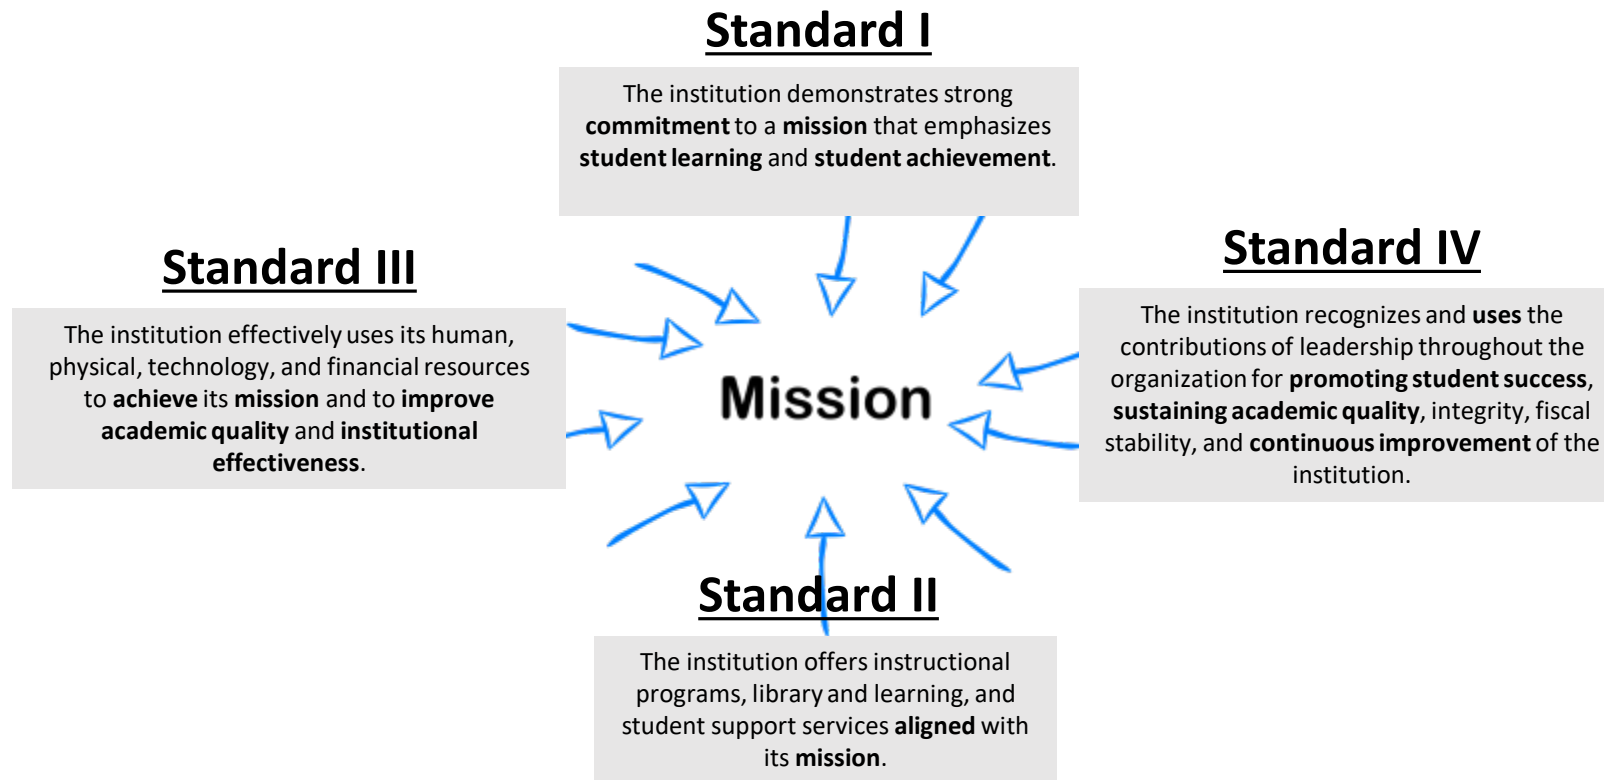 Standard I
The institution demonstrates strong
commitment to a mission that emphasizes
student learning and student achievement.
Standard III
The institution effectively uses its human,
physical, technology, and financial resources
to achieve its mission and to improve
academic quality and institutional
effectiveness.
Mission
Standard IV
The institution recognizes and uses the
contributions of leadership throughout the
organization for promoting student success,
sustaining academic quality, integrity, fiscal
stability, and continuous improvement of the
institution.
Standard II
The institution offers instructional
programs, library and learning, and
student support services aligned with
its mission.